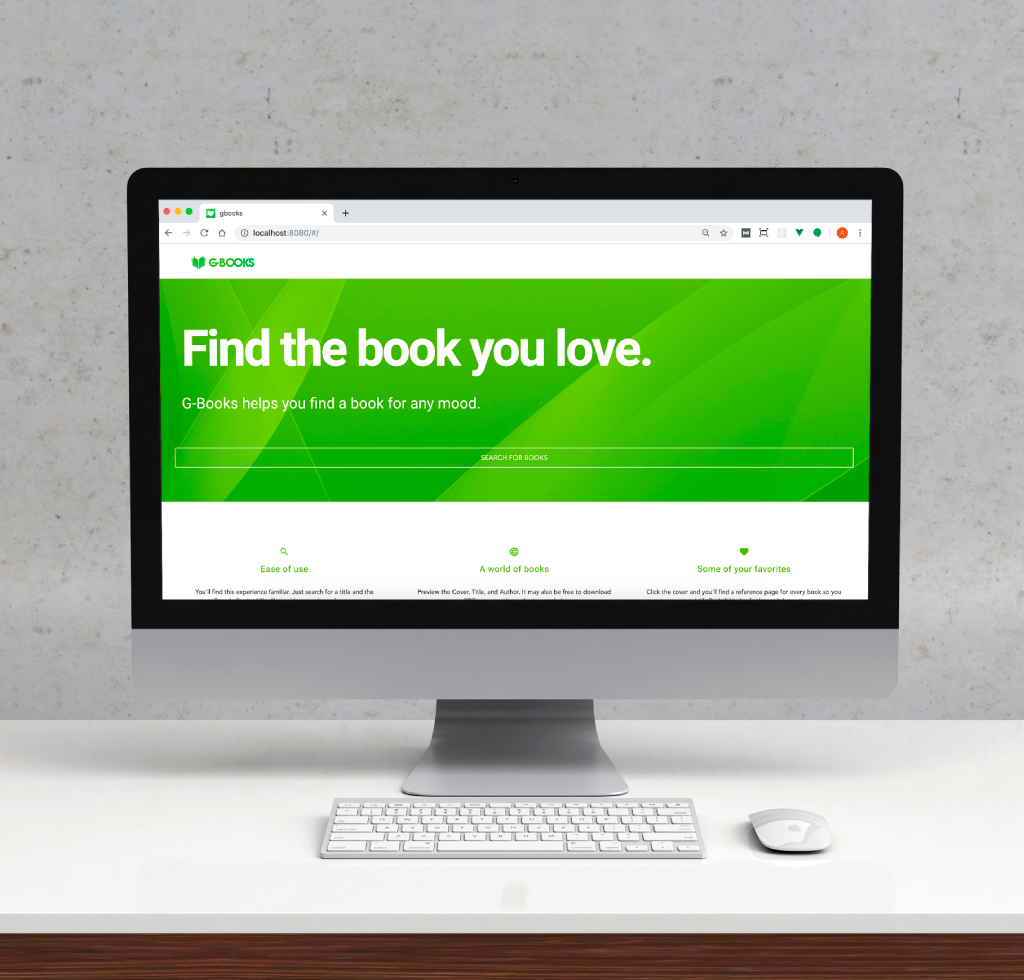 gbooks
localhost:8080/#/
G-BOOKS
Find the book you love.
G-Books helps you find a book for any mood.
SEARCH FOR BOOKS
Ease of use
A world of books
Some of your favorites
You'll find this experience familiar. Just search for a title and the
Preview the Cover, Title, and Author. It may also be free to download
Click the cover and you'll find a reference page for every book so you